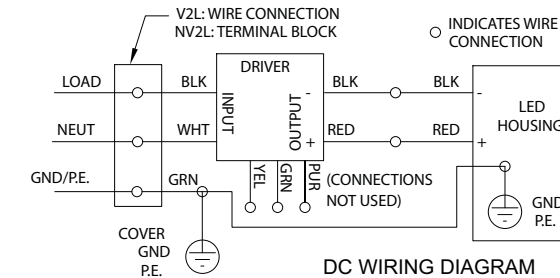 V2L: WIRE CONNECTION
NV2L: TERMINAL BLOCK
INDICATES WIRE
CONNECTION
LOAD
BLK
DRIVER
BLK
BLK
-
-
INPUT
OUTPUT
LED
HOUSING
NEUT
WHT
+
RED
RED
+
GND/P.E.
GRN
YEL
GRN
PUR
(CONNECTIONS
NOT USED)
COVER
GND
P.E.
GND
P.E.
DC WIRING DIAGRAM